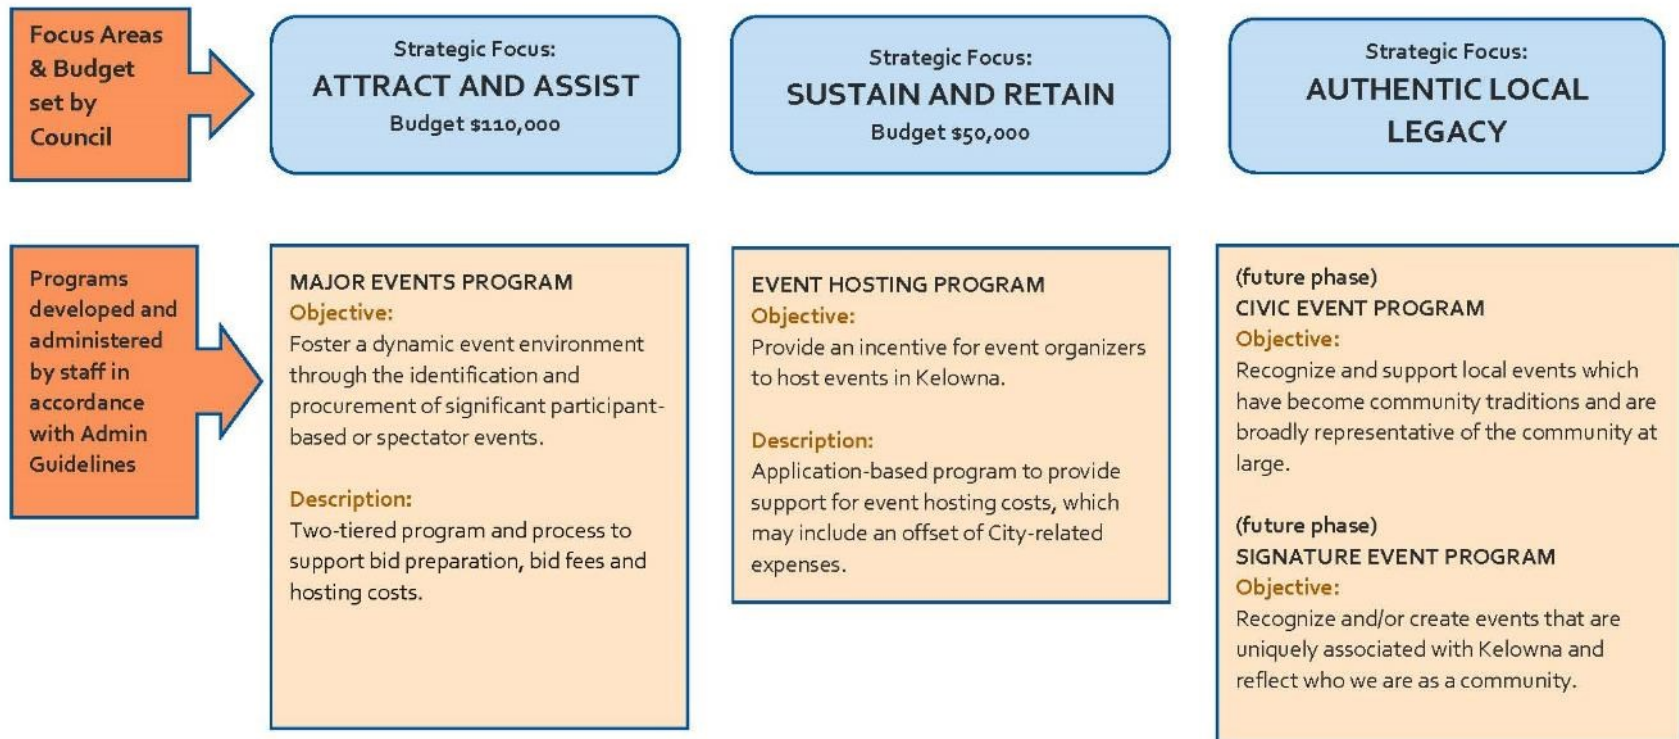 Focus Areas
& Budget
set by
Council
Strategic Focus:
ATTRACT AND ASSIST
Budget $110,000
Strategic Focus:
SUSTAIN AND RETAIN
Budget $50,000
Strategic Focus:
AUTHENTIC LOCAL
LEGACY
Programs
developed and
administered
by staff in
accordance
with Admin
Guidelines
MAJOR EVENTS PROGRAM
Objective:
Foster a dynamic event environment
through the identification and
procurement of significant participant-
based or spectator events.
Description:
Two-tiered program and process to
support bid preparation, bid fees and
hosting costs.
EVENT HOSTING PROGRAM
Objective:
Provide an incentive for event organizers
to host events in Kelowna.
Description:
Application-based program to provide
support for event hosting costs, which
may include an offset of City-related
expenses.
(future phase)
CIVIC EVENT PROGRAM
Objective:
Recognize and support local events which
have become community traditions and are
broadly representative of the community at
large.
(future phase)
SIGNATURE EVENT PROGRAM
Objective:
Recognize and/or create events that are
uniquely associated with Kelowna and
reflect who we are as a community.